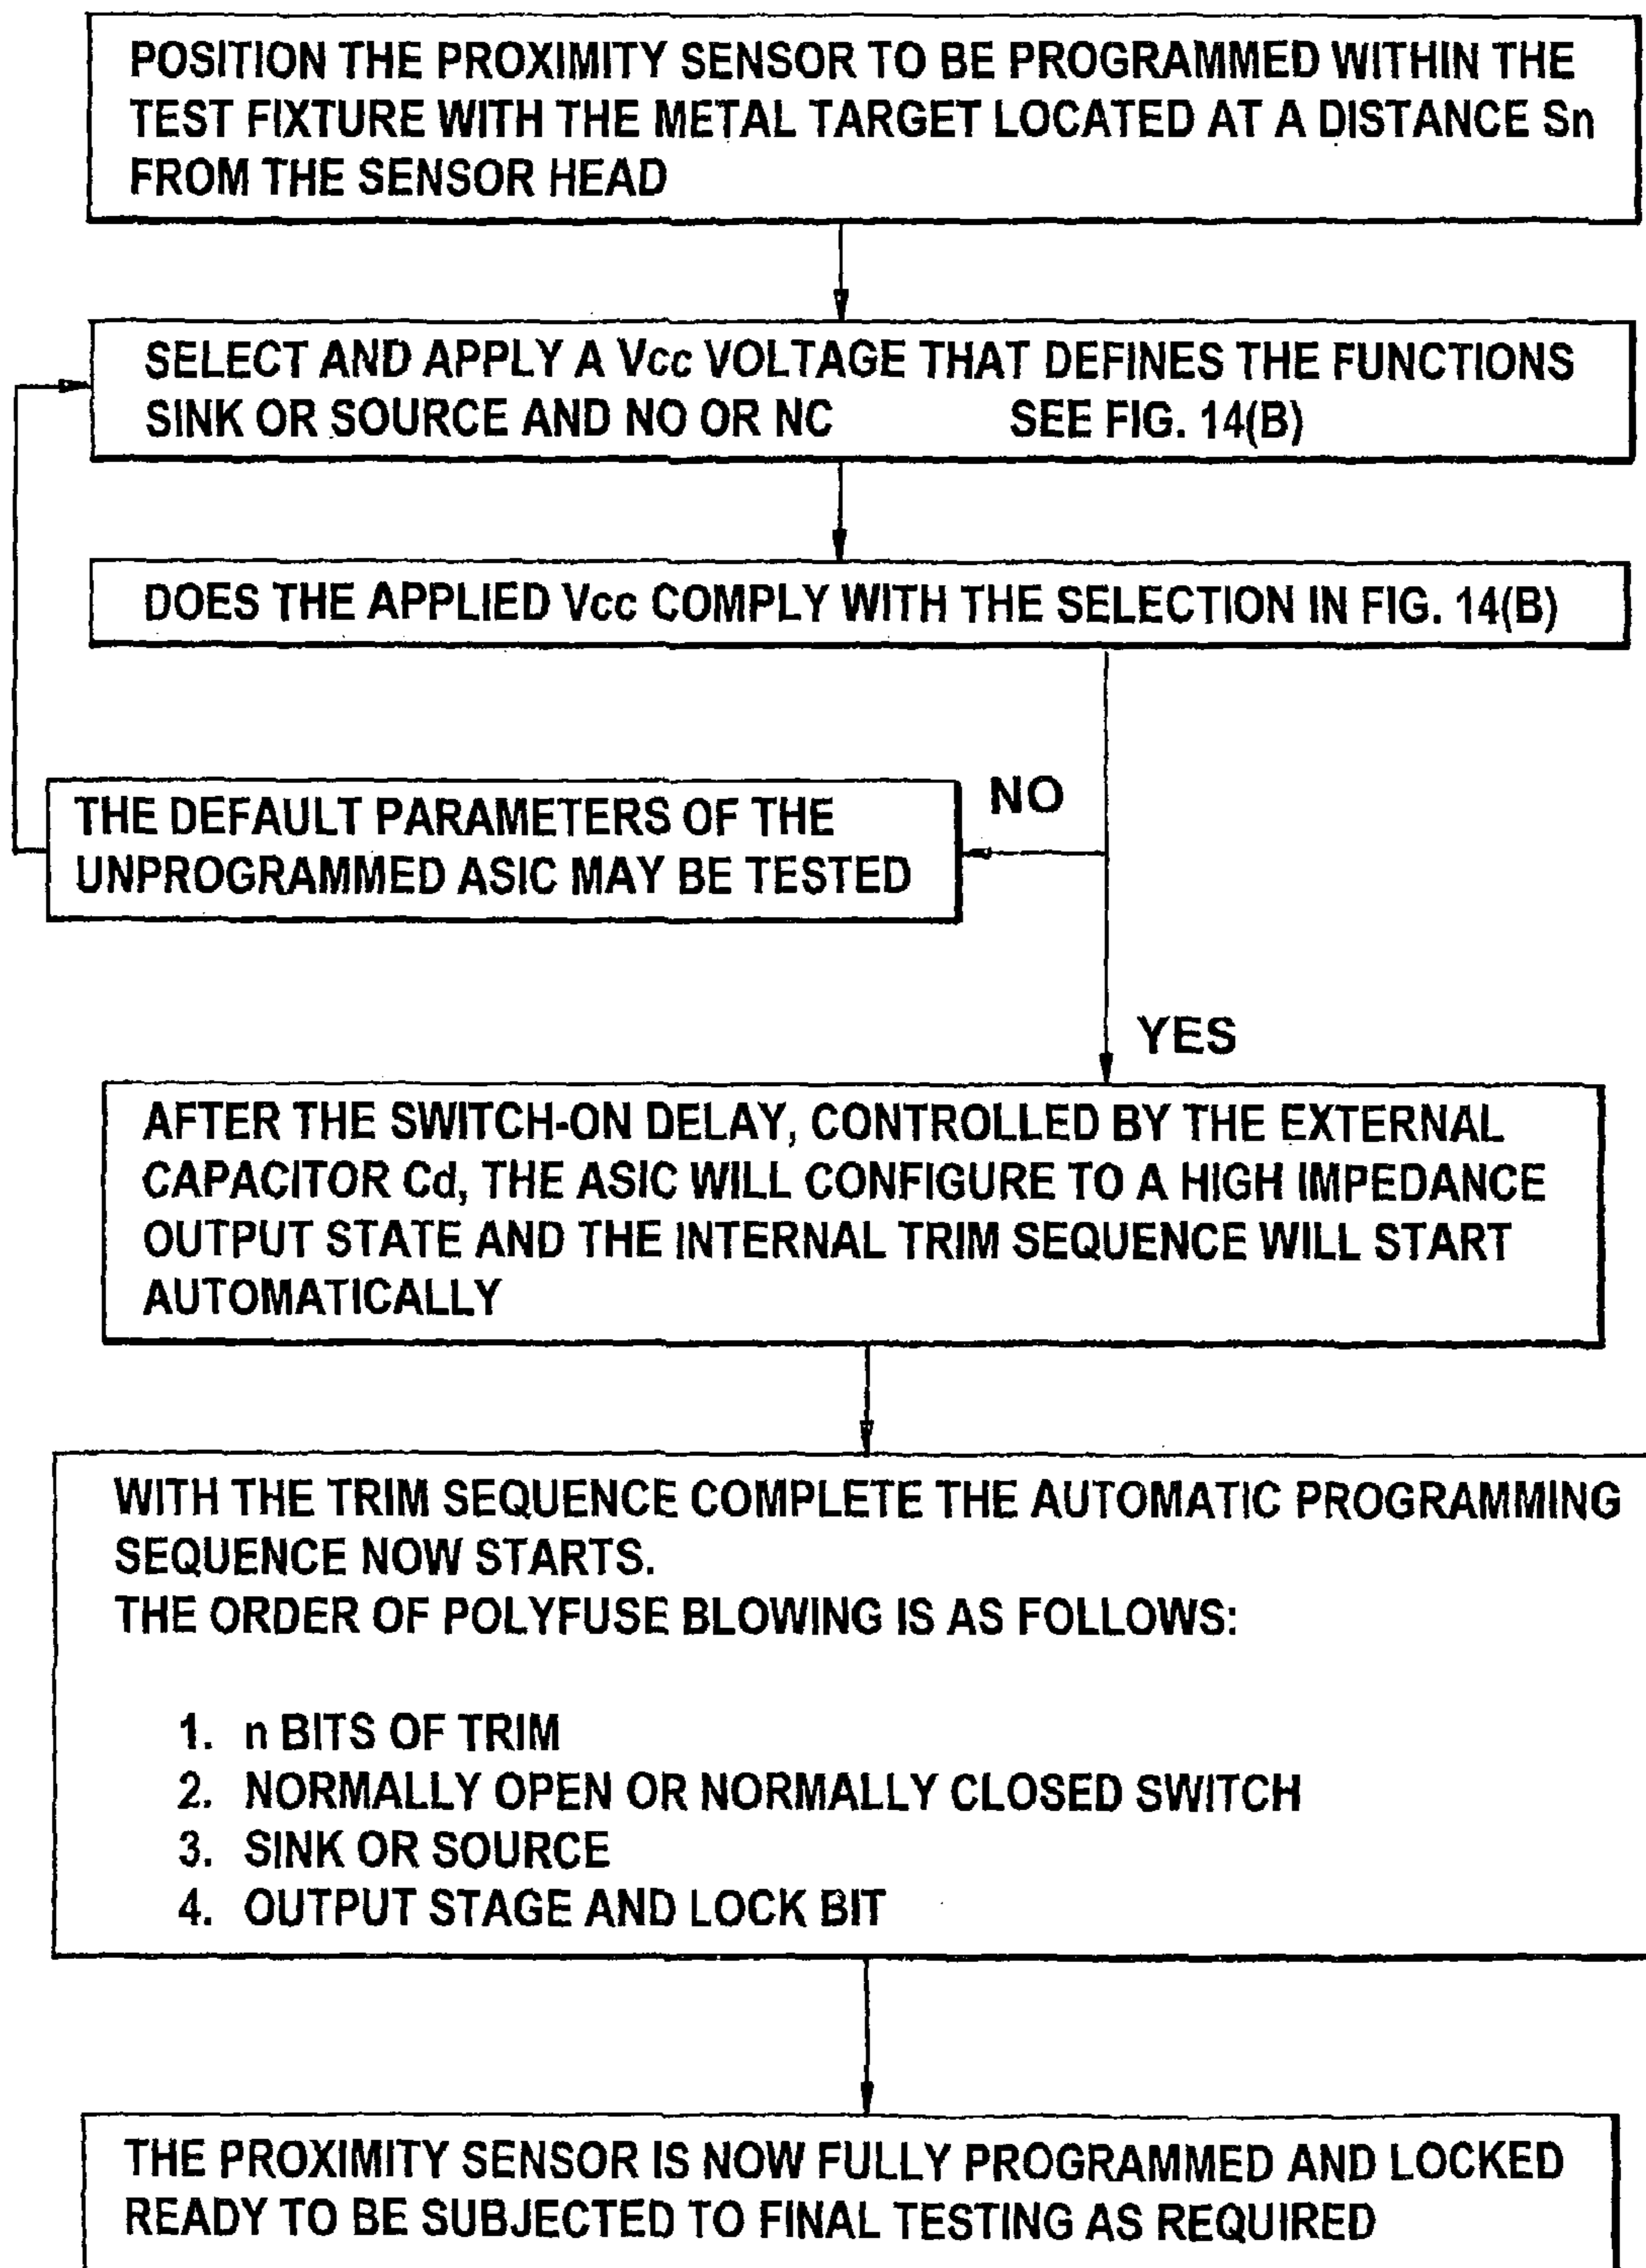 POSITION THE PROXIMITY SENSOR TO BE PROGRAMMED WITHIN THE
TEST FIXTURE WITH THE METAL TARGET LOCATED AT A DISTANCE Sn
FROM THE SENSOR HEAD
SELECT AND APPLY A Vcc VOLTAGE THAT DEFINES THE FUNCTIONS
SINK OR SOURCE AND NO OR NC SEE FIG. 14(B)
DOES THE APPLIED Vcc COMPLY WITH THE SELECTION IN FIG. 14(B)
NO
THE DEFAULT PARAMETERS OF THE
UNPROGRAMMED ASIC MAY BE TESTED
YES
AFTER THE SWITCH-ON DELAY, CONTROLLED BY THE EXTERNAL
CAPACITOR Cd, THE ASIC WILL CONFIGURE TO A HIGH IMPEDANCE
OUTPUT STATE AND THE INTERNAL TRIM SEQUENCE WILL START
AUTOMATICALLY
WITH THE TRIM SEQUENCE COMPLETE THE AUTOMATIC PROGRAMMING
SEQUENCE NOW STARTS.
THE ORDER OF POLYFUSE BLOWING IS AS FOLLOWS:
1. n BITS OF TRIM
2. NORMALLY OPEN OR NORMALLY CLOSED SWITCH
3. SINK OR SOURCE
4. OUTPUT STAGE AND LOCK BIT
THE PROXIMITY SENSOR IS NOW FULLY PROGRAMMED AND LOCKED
READY TO BE SUBJECTED TO FINAL TESTING AS REQUIRED